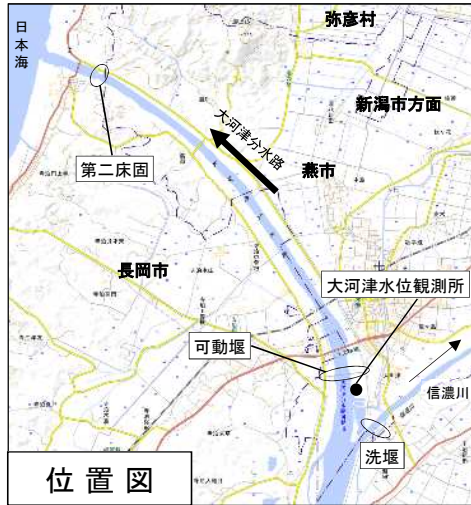 弥彦村
日本海
新潟市方面
大河津分水路
燕市
第二床固
長岡市
大河津水位観測所
可動堰
信濃川
洗堰
位置図